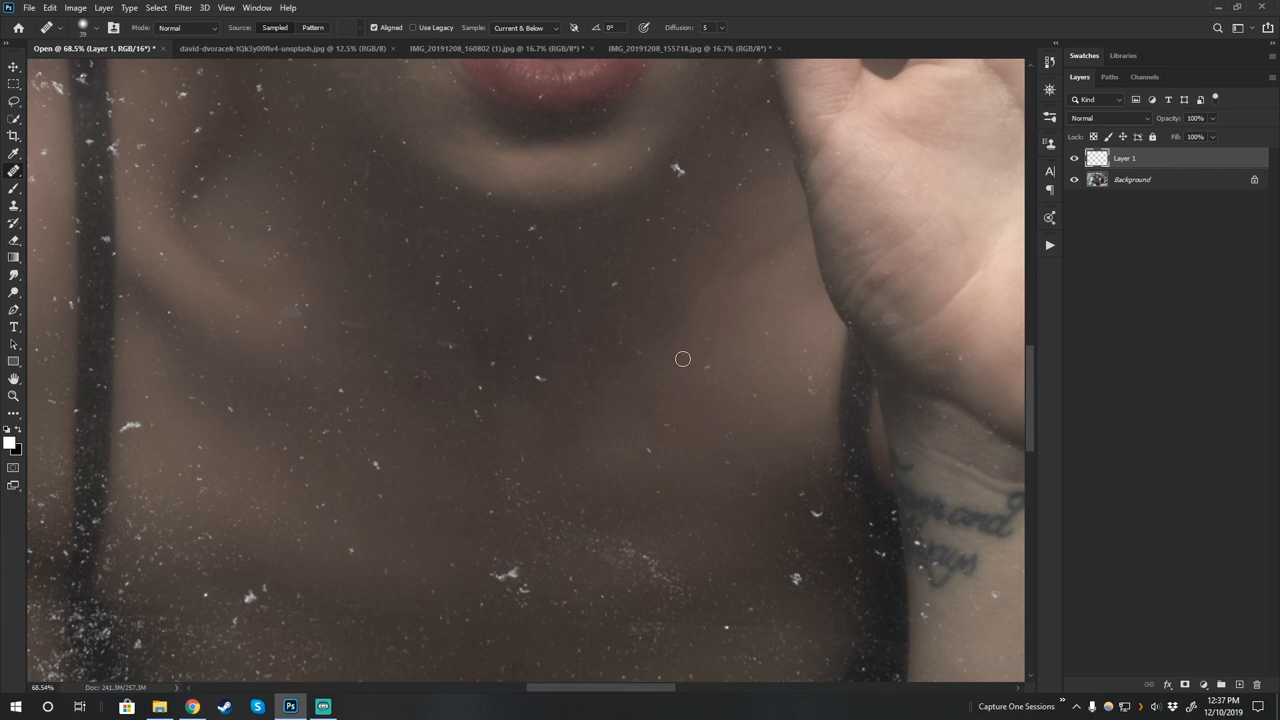 File Edit Image Layer Type Select Filter 3D View Window Help
39 Mode: Normal Source: Sampled Pattern Aligned Use Legacy Sample: Current & Below 0° Diffusion: 5
Open @ 68.5% (Layer 1, RGB/16*) * × david-dvoracek-tQk3y00flv4-unsplash.jpg @ 12.5% (RGB/8) × IMG_20191208_160802 (1).jpg @ 16.7% (RGB/8*) * × IMG_20191208_155718.jpg @ 16.7% (RGB/8*) * ×
Swatches Libraries
Layers Paths Channels
Kind
Normal Opacity: 100%
Lock: Fill: 100%
Layer 1
Background
68.54% Doc: 241.3M/257.3M
Capture One Sessions
12:37 PM
12/10/2019